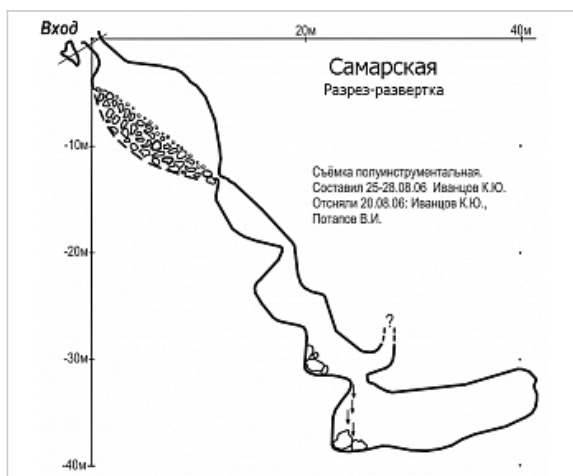 Вход
20м
40м
Самарская
Разрез-развертка
-10м
Съёмка полуинструментальная.
Составил 25-28.08.06 Иванцов К.Ю.
Отсняли 20.08.06: Иванцов К.Ю.,
Потапов В.И.
-20м
?
-30м
-40м